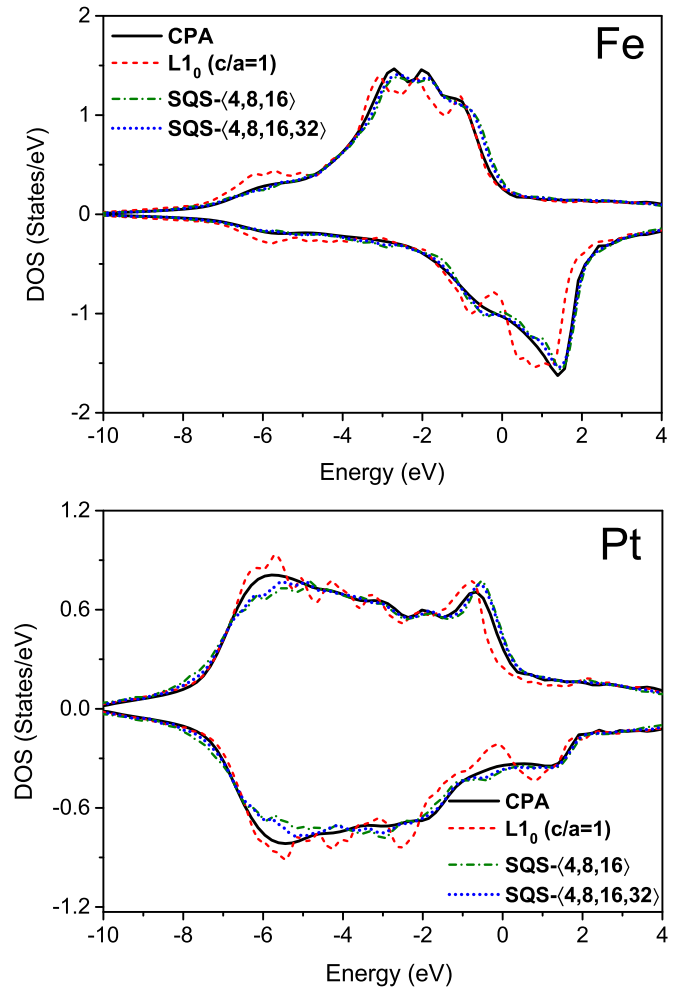 Fe
CPA
L1₀ (c/a=1)
SQS-⟨4,8,16⟩
SQS-⟨4,8,16,32⟩
2
1
0
-1
-2
DOS (States/eV)
-10 -8 -6 -4 -2 0 2 4
Energy (eV)
Pt
1.2
0.6
0.0
-0.6
-1.2
DOS (States/eV)
CPA
L1₀ (c/a=1)
SQS-⟨4,8,16⟩
SQS-⟨4,8,16,32⟩
-10 -8 -6 -4 -2 0 2 4
Energy (eV)